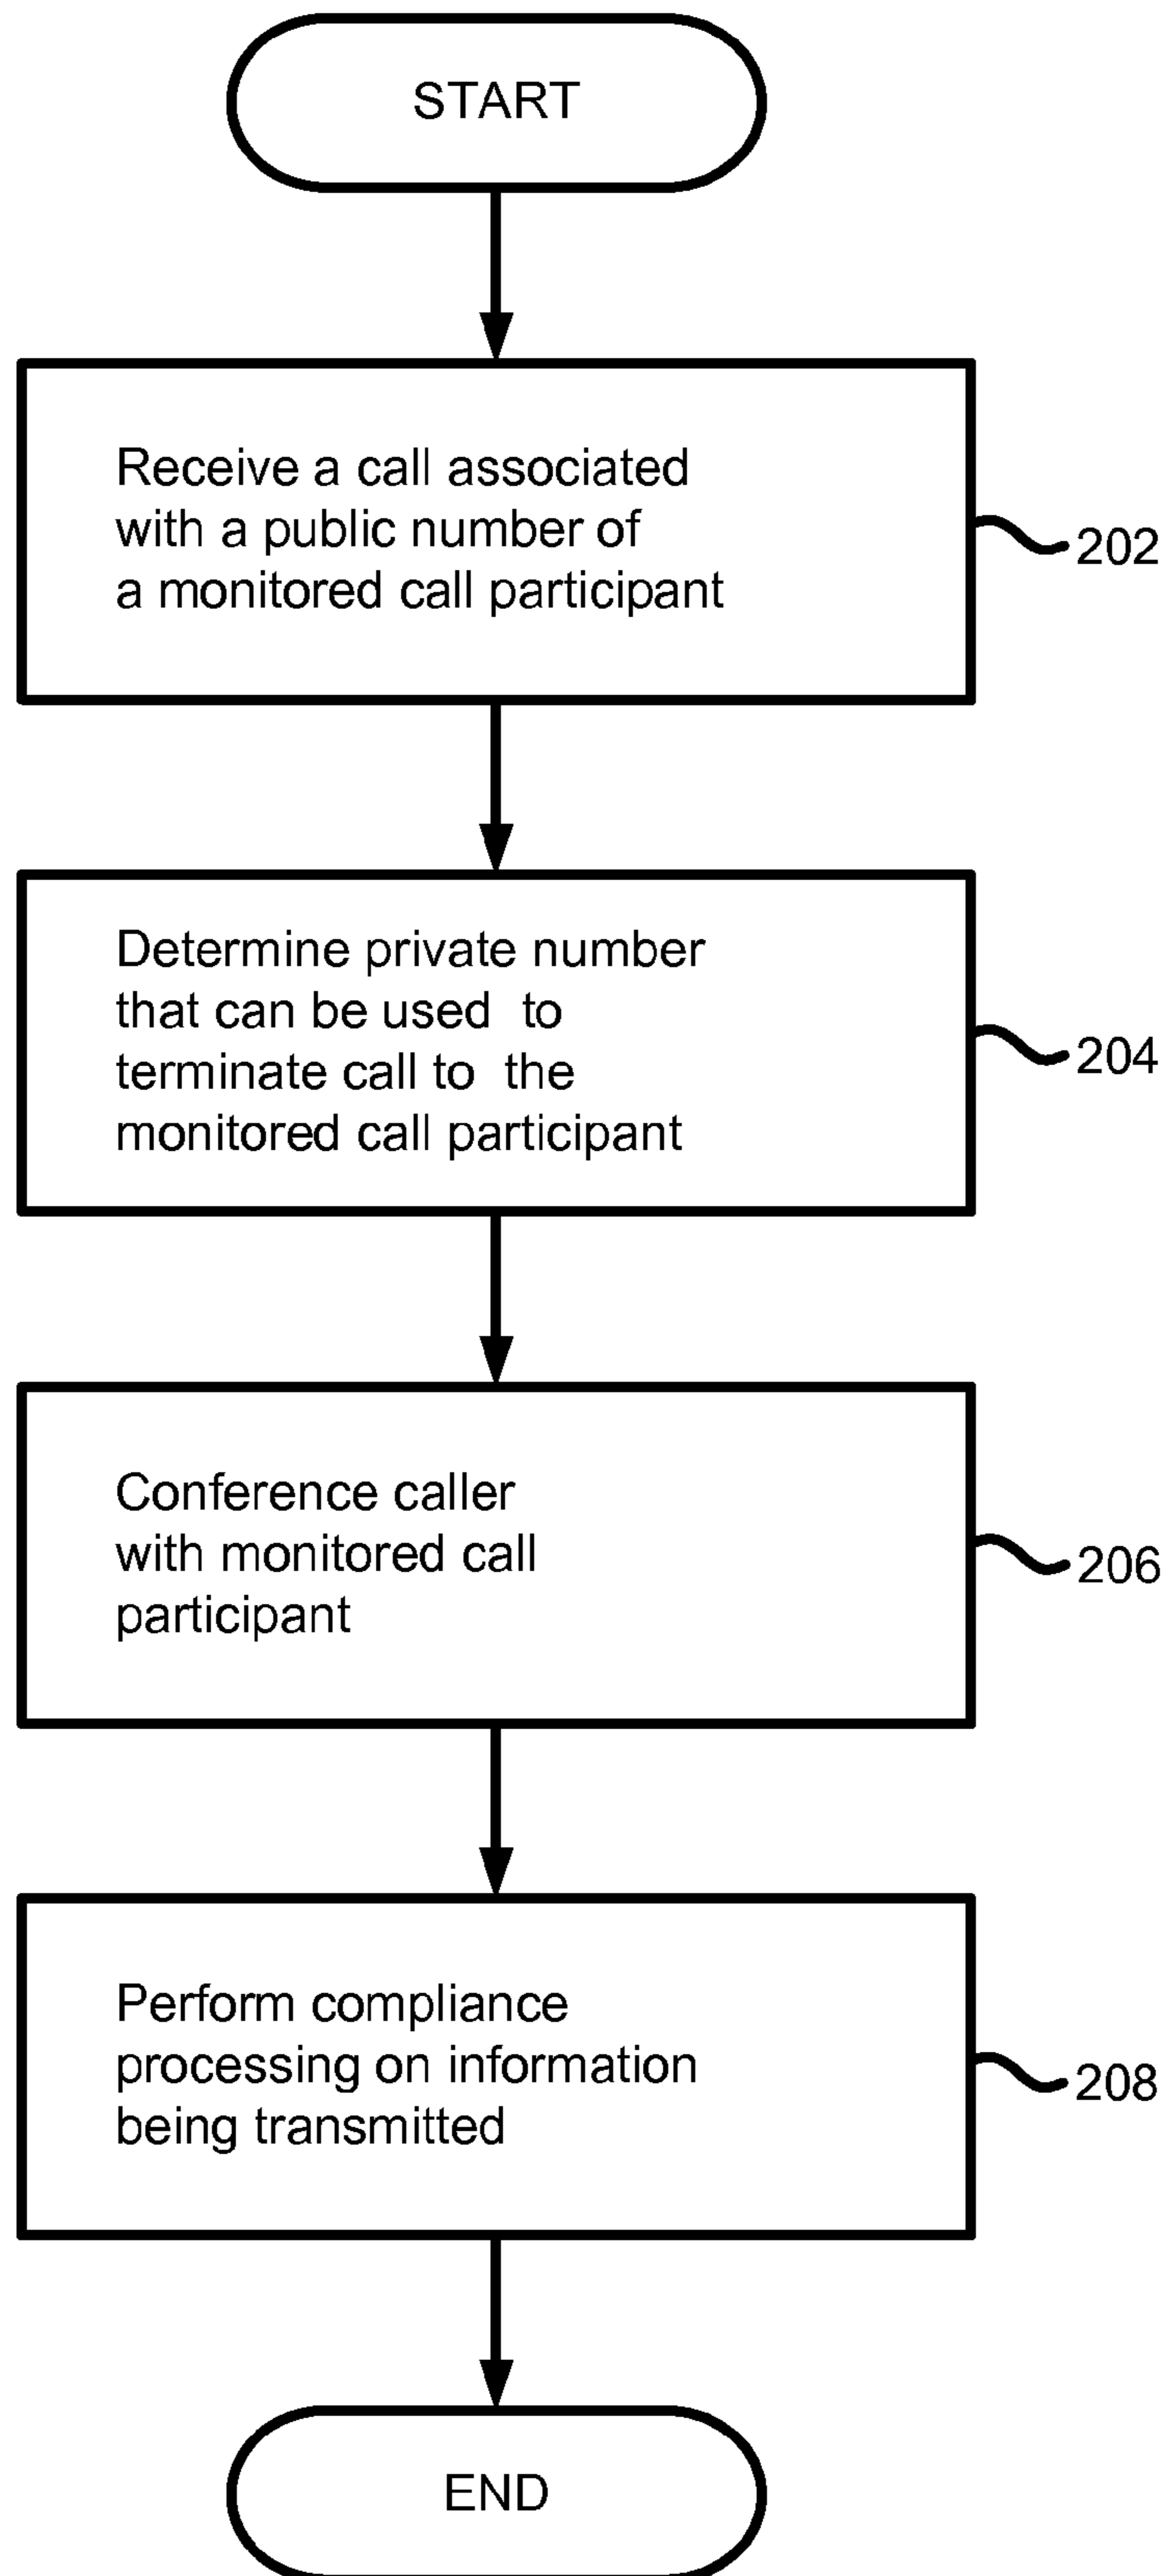 START
Receive a call associated
with a public number of
a monitored call participant
202
Determine private number
that can be used to
terminate call to the
monitored call participant
204
Conference caller
with monitored call
participant
206
Perform compliance
processing on information
being transmitted
208
END